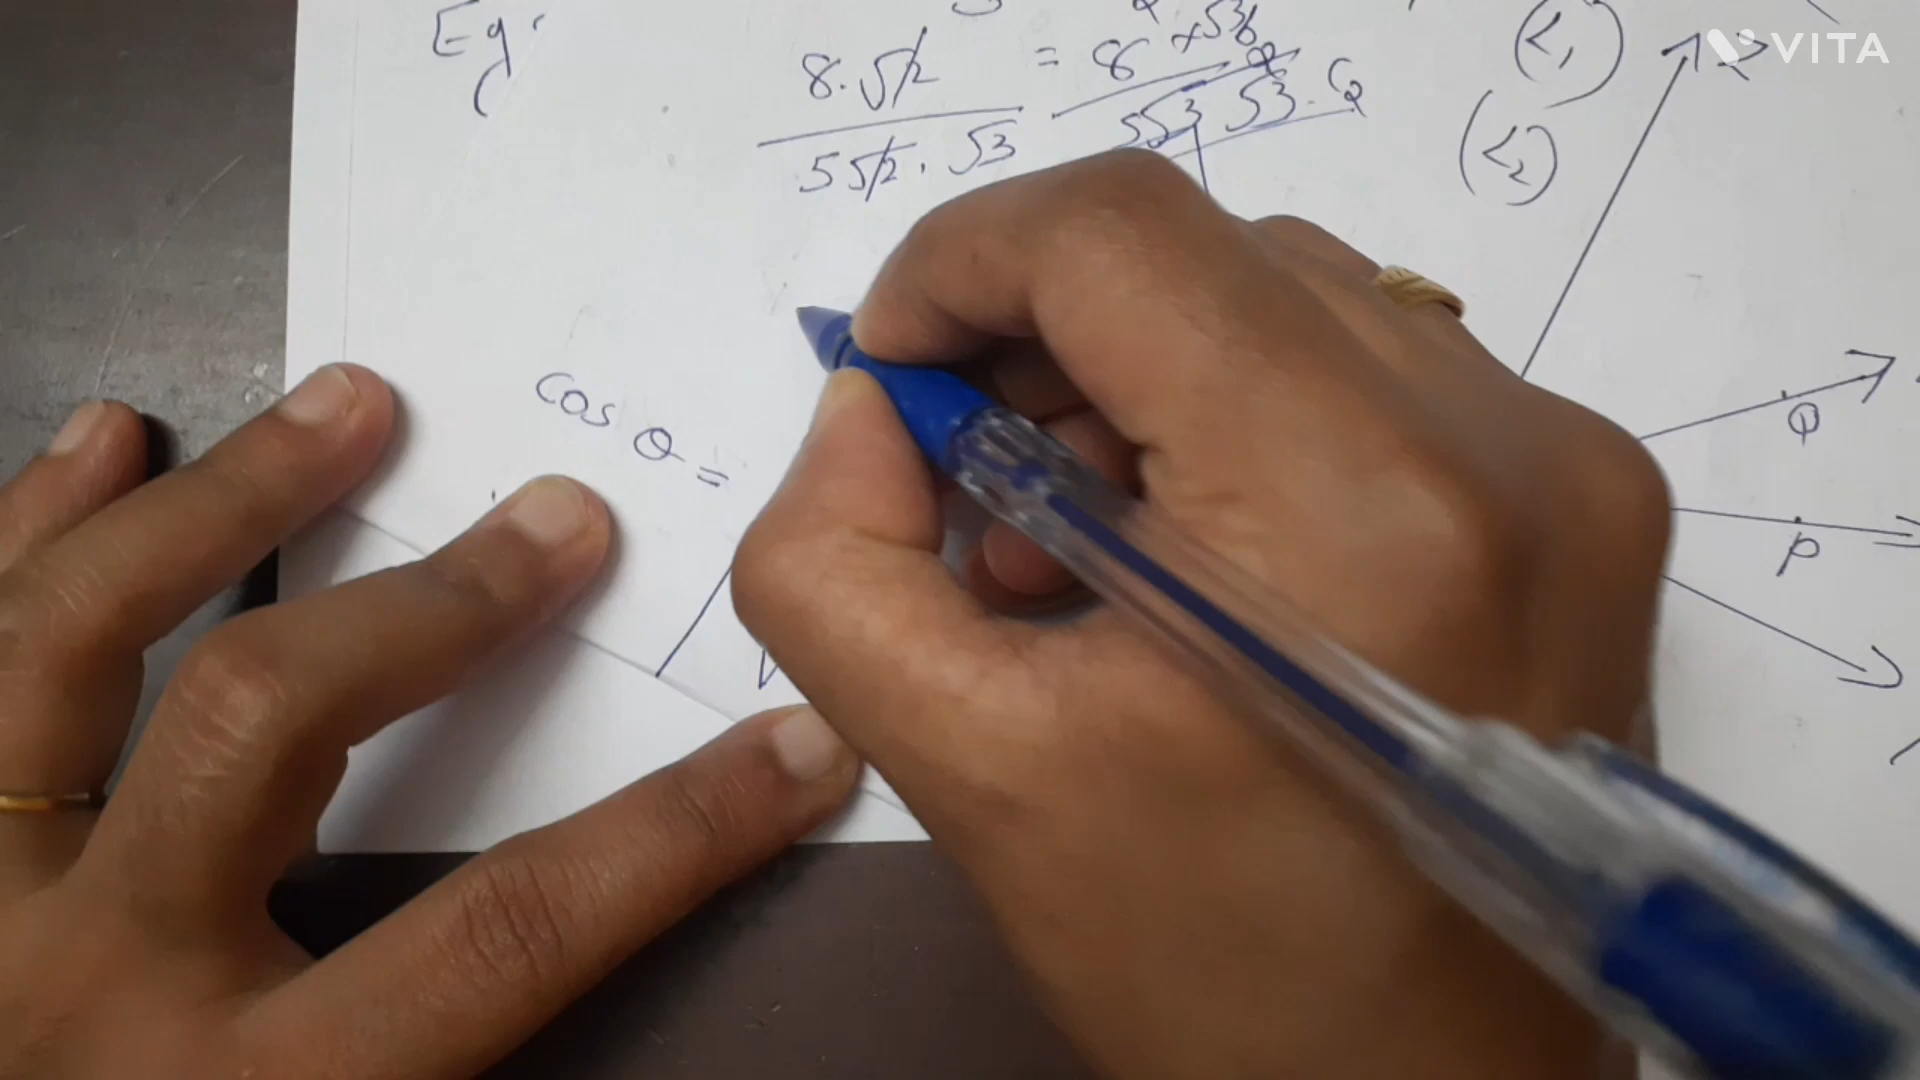 Eg:
(
8.√2 = 8 ×√3
5√2 . √3 5√3 √3
(L₁)
(L₂)
cos θ =
Q
P
VITA